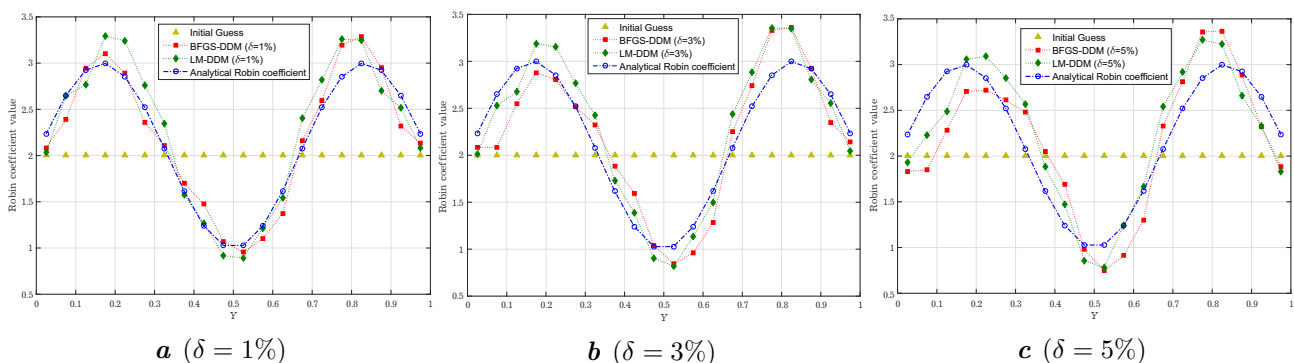 3.5
3
2.5
2
1.5
1
0.5
Robin coefficient value
Initial Guess
BFGS-DDM (δ=1%)
LM-DDM (δ=1%)
Analytical Robin coefficient
0 0.1 0.2 0.3 0.4 0.5 0.6 0.7 0.8 0.9 1
Y
a (δ = 1%)
3.5
3
2.5
2
1.5
1
0.5
Robin coefficient value
Initial Guess
BFGS-DDM (δ=3%)
LM-DDM (δ=3%)
Analytical Robin coefficient
0 0.1 0.2 0.3 0.4 0.5 0.6 0.7 0.8 0.9 1
Y
b (δ = 3%)
3.5
3
2.5
2
1.5
1
0.5
Robin coefficient value
Initial Guess
BFGS-DDM (δ=5%)
LM-DDM (δ=5%)
Analytical Robin coefficient
0 0.1 0.2 0.3 0.4 0.5 0.6 0.7 0.8 0.9 1
Y
c (δ = 5%)